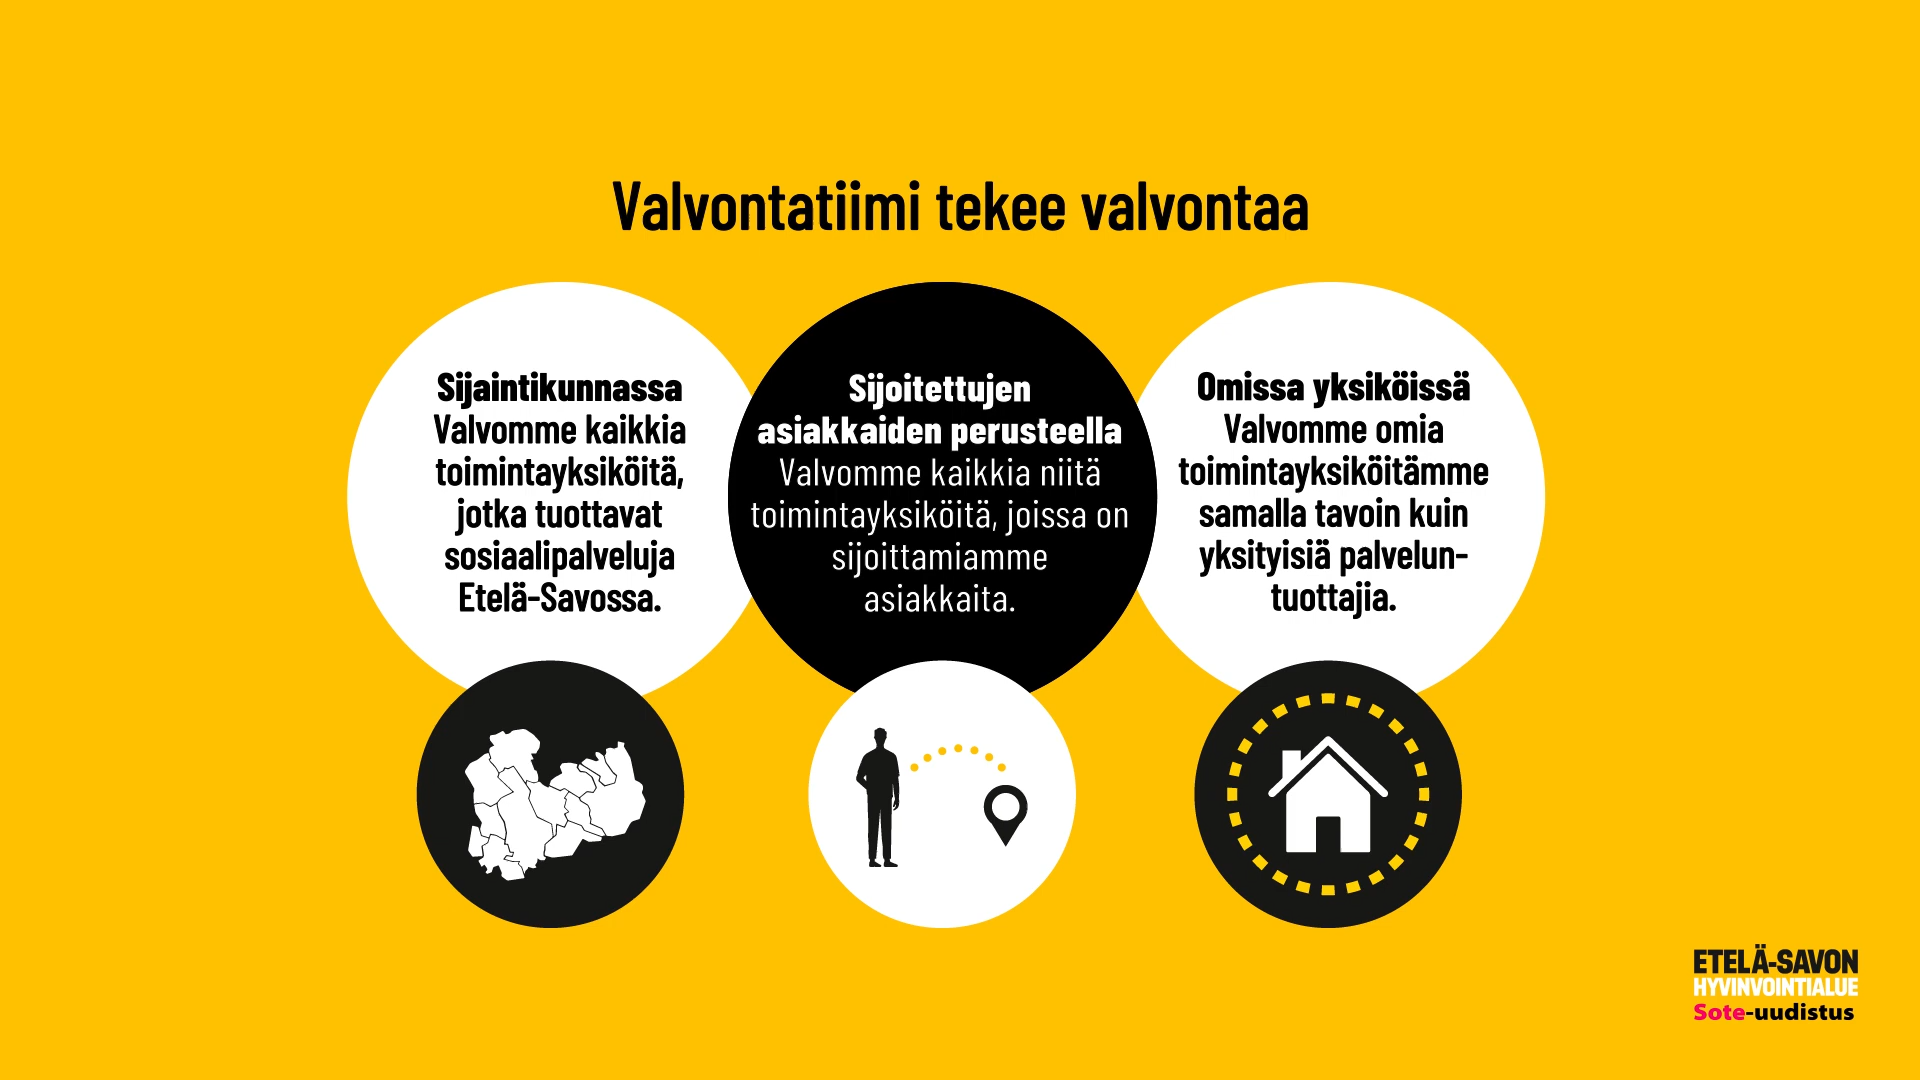 Valvontatiimi tekee valvontaa
Sijaintikunnassa
Valvomme kaikkia
toimintayksiköitä,
jotka tuottavat
sosiaalipalveluja
Etelä-Savossa.
Sijoitettujen
asiakkaiden perusteella
Valvomme kaikkia niitä
toimintayksiköitä, joissa on
sijoittamiamme
asiakkaita.
Omissa yksiköissä
Valvomme omia
toimintayksiköitämme
samalla tavoin kuin
yksityisiä palvelun-
tuottajia.
ETELÄ-SAVON
HYVINVOINTIALUE
Sote-uudistus